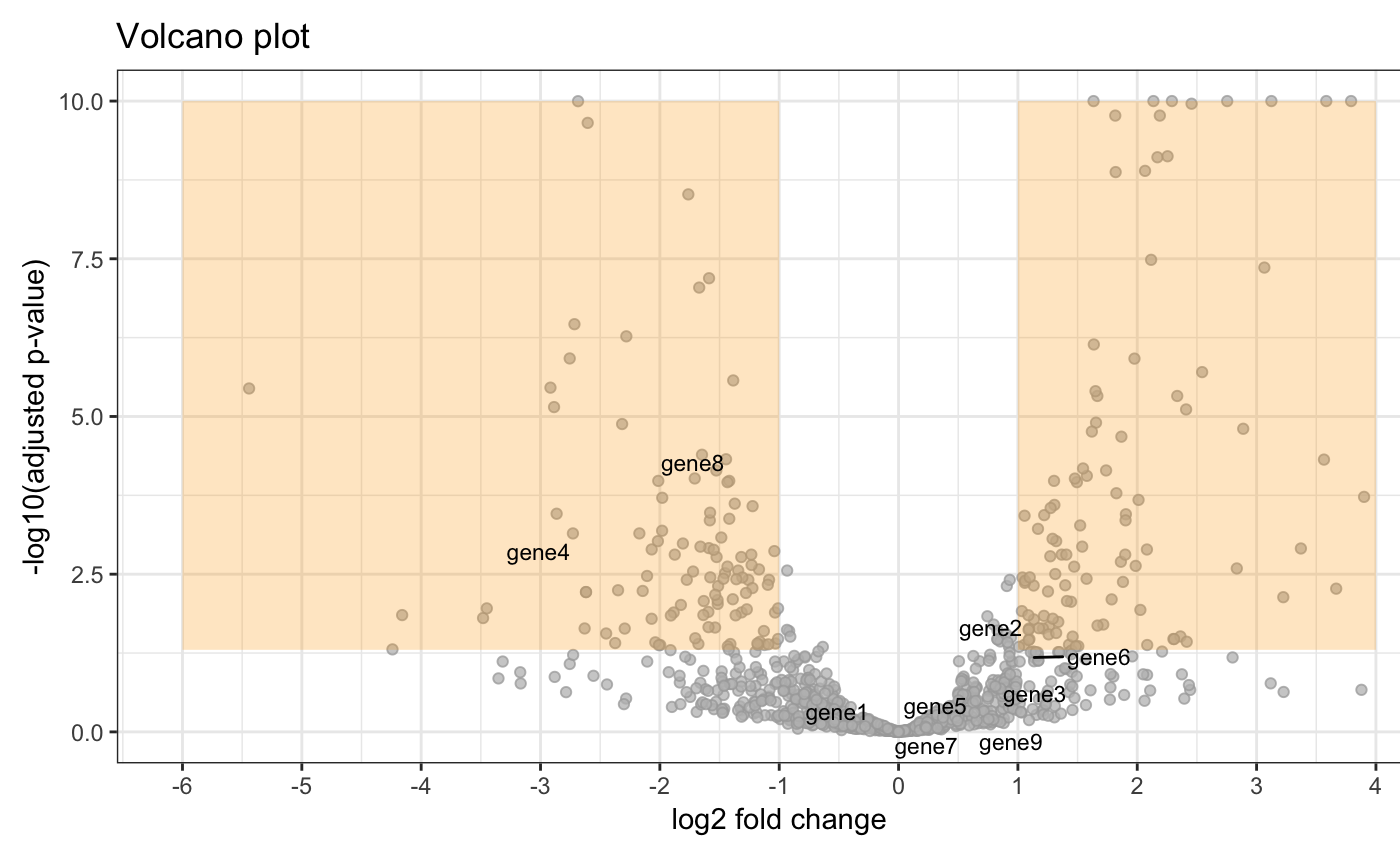 Volcano plot
10.0
7.5
5.0
2.5
0.0
-log10(adjusted p-value)
gene8
gene4
gene2
gene6
gene3
gene5
gene1
gene7
gene9
-6 -5 -4 -3 -2 -1 0 1 2 3 4
log2 fold change